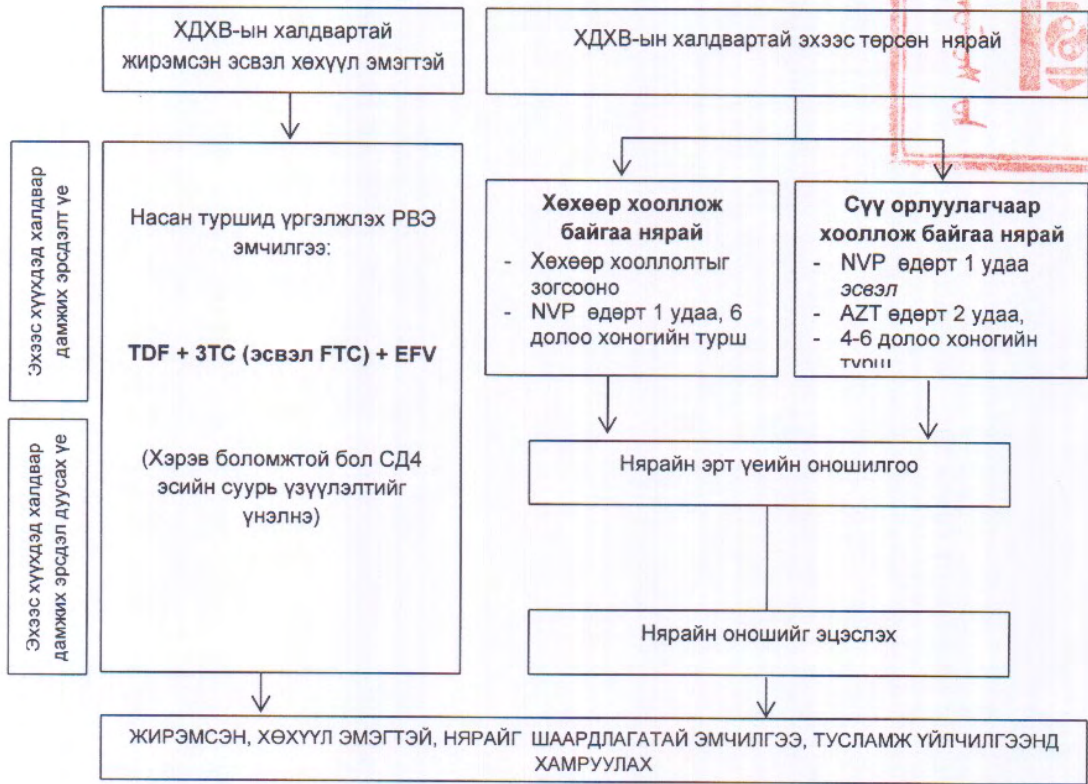 ХДХВ-ын халдвартай
жирэмсэн эсвэл хөхүүл эмэгтэй
ХДХВ-ын халдвартай эхээс төрсөн нярай
Эхээс хүүхдэд халдвар
дамжих эрсдэлт үе
Насан туршид үргэлжлэх РВЭ
эмчилгээ:
TDF + 3TC (эсвэл FTC) + EFV
(Хэрэв боломжтой бол СД4
эсийн суурь үзүүлэлтийг
үнэлнэ)
Хөхөөр хооллож
байгаа нярай
- Хөхөөр хооллолтыг
зогсооно
- NVP өдөрт 1 удаа, 6
долоо хоногийн турш
Сүү орлуулагчаар
хооллож байгаа нярай
- NVP өдөрт 1 удаа
эсвэл
- AZT өдөрт 2 удаа,
- 4-6 долоо хоногийн
турш
Эхээс хүүхдэд халдвар
дамжих эрсдэл дуусах үе
Нярайн эрт үеийн оношилгоо
Нярайн оношийг эцэслэх
ЖИРЭМСЭН, ХӨХҮҮЛ ЭМЭГТЭЙ, НЯРАЙГ ШААРДЛАГАТАЙ ЭМЧИЛГЭЭ, ТУСЛАМЖ ҮЙЛЧИЛГЭЭНД
ХАМРУУЛАХ